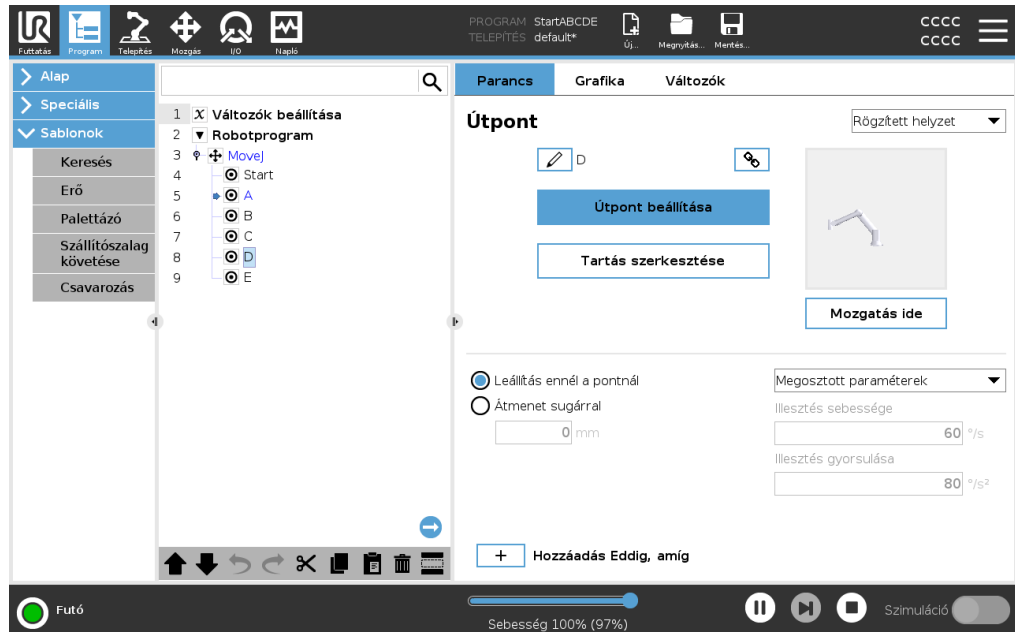 UR
PROGRAM StartABCDE
TELEPÍTÉS default*
CCCC
CCCC
Futtatás Program Telepítés Mozgás I/O Napló Új... Megnyitás... Mentés...
Alap
Speciális
Sablonok
Keresés
Erő
Palettázó
Szállítószalag
követése
Csavarozás
1 X Változók beállítása
2 Robotprogram
3 MoveJ
4 Start
5 A
6 B
7 C
8 D
9 E
Parancs Grafika Változók
Útpont
Rögzített helyzet
D
Útpont beállítása
Tartás szerkesztése
Mozgatás ide
Leállítás ennél a pontnál
Átmenet sugárral
0 mm
Megosztott paraméterek
Illesztés sebessége
60 °/s
Illesztés gyorsulása
80 °/s²
+ Hozzáadás Eddig, amíg
Futó
Sebesség 100% (97%)
Szimuláció